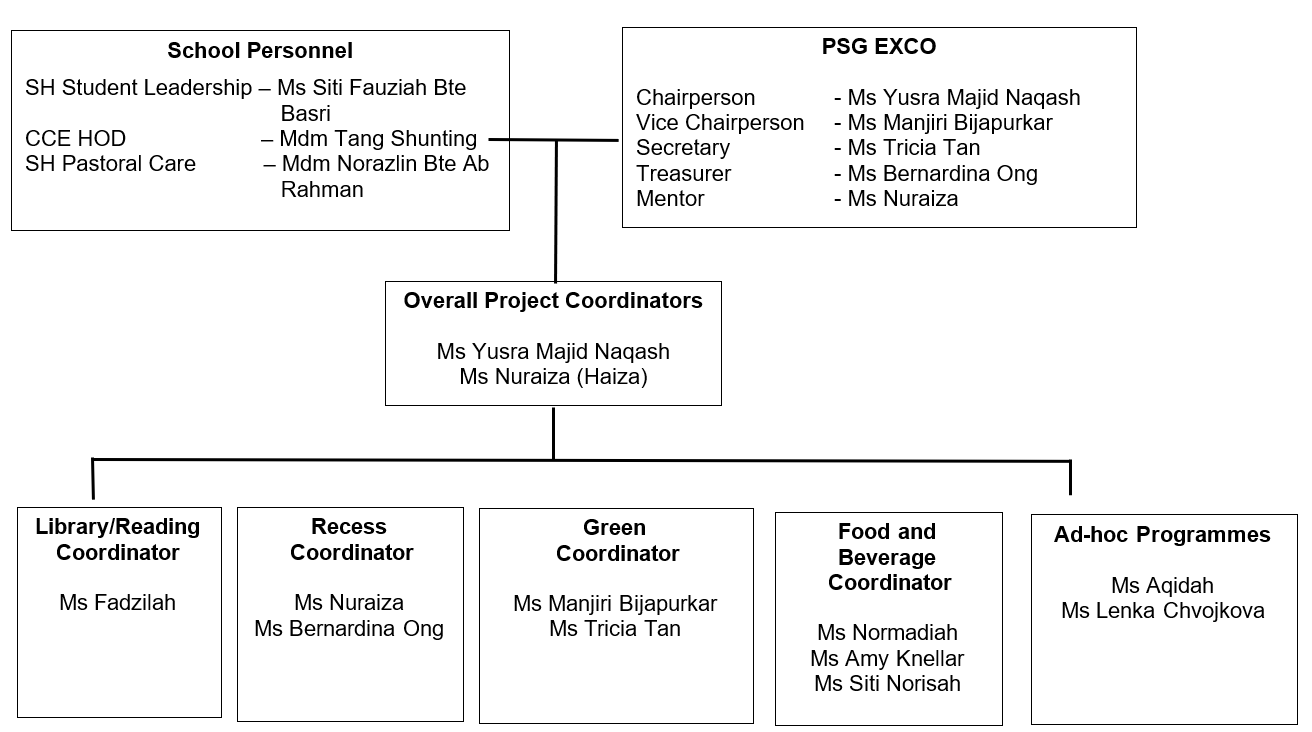 School Personnel
SH Student Leadership – Ms Siti Fauziah Bte
Basri
CCE HOD – Mdm Tang Shunting
SH Pastoral Care – Mdm Norazlin Bte Ab
Rahman
PSG EXCO
Chairperson - Ms Yusra Majid Naqash
Vice Chairperson - Ms Manjiri Bijapurkar
Secretary - Ms Tricia Tan
Treasurer - Ms Bernardina Ong
Mentor - Ms Nuraiza
Overall Project Coordinators
Ms Yusra Majid Naqash
Ms Nuraiza (Haiza)
Library/Reading
Coordinator
Ms Fadzilah
Recess
Coordinator
Ms Nuraiza
Ms Bernardina Ong
Green
Coordinator
Ms Manjiri Bijapurkar
Ms Tricia Tan
Food and
Beverage
Coordinator
Ms Normadiah
Ms Amy Knellar
Ms Siti Norisah
Ad-hoc Programmes
Ms Aqidah
Ms Lenka Chvojkova